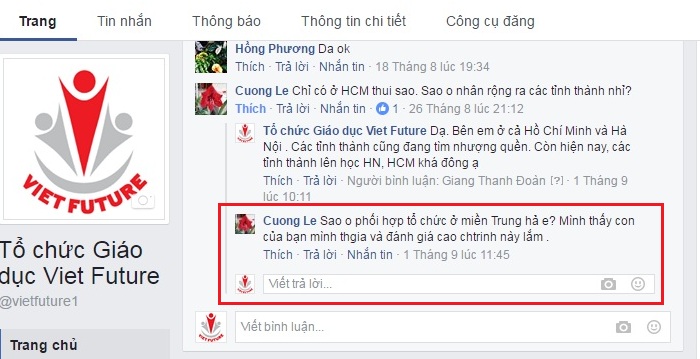 Trang Tin nhắn Thông báo Thông tin chi tiết Công cụ đăng
VIET FUTURE
Tổ chức Giáo
dục Viet Future
@vietfuture1
Trang chủ
Hồng Phương Da ok
Thích · Trả lời · Nhắn tin · 18 Tháng 8 lúc 19:34
Cuong Le Chỉ có ở HCM thui sao. Sao o nhân rộng ra các tỉnh thành nhỉ?
Thích · Trả lời · Nhắn tin · 1 · 26 Tháng 8 lúc 21:12
Tổ chức Giáo dục Viet Future Dạ. Bên em ở cả Hồ Chí Minh và Hà
Nội . Các tỉnh thành cũng đang tìm nhượng quền. Còn hiện nay, các
tỉnh thành lên học HN, HCM khá đông ạ
Thích · Trả lời · Người bình luận: Giang Thanh Đoàn [?] · 1 Tháng 9
lúc 10:11
Cuong Le Sao o phối hợp tổ chức ở miền Trung hả e? Mình thấy con
của bạn mình thgia và đánh giá cao chtrinh này lắm .
Thích · Trả lời · Nhắn tin · 1 Tháng 9 lúc 11:45
VIET FUTURE
Viết trả lời...
Viết bình luận...